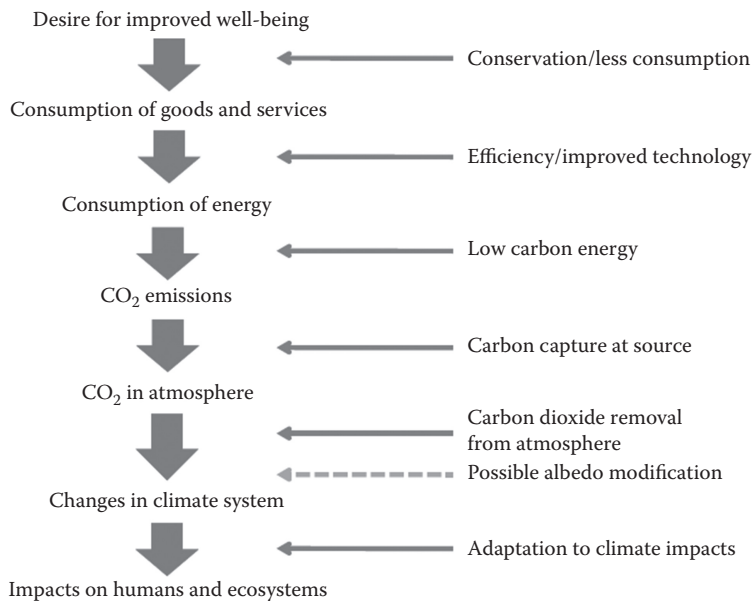 Desire for improved well-being
Conservation/less consumption
Consumption of goods and services
Efficiency/improved technology
Consumption of energy
Low carbon energy
CO₂ emissions
Carbon capture at source
CO₂ in atmosphere
Carbon dioxide removal
from atmosphere
Possible albedo modification
Changes in climate system
Adaptation to climate impacts
Impacts on humans and ecosystems